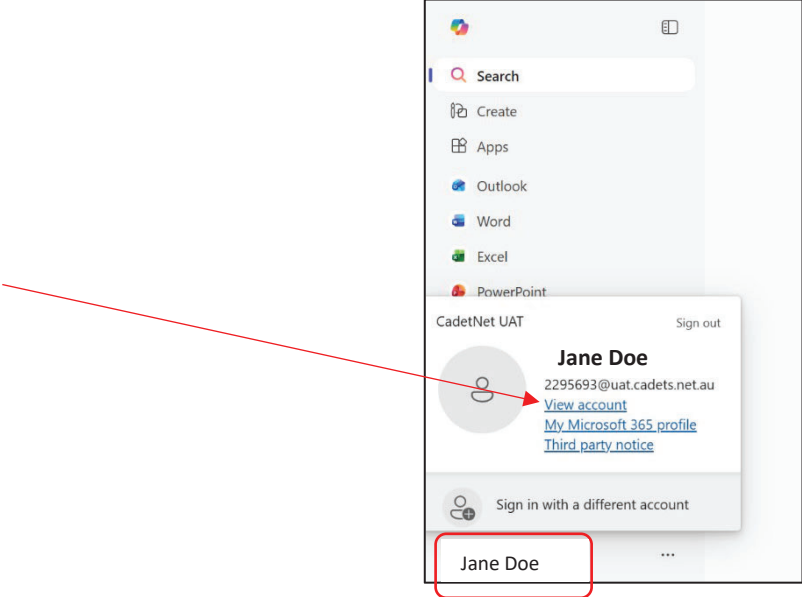 Search
Create
Apps
Outlook
Word
Excel
PowerPoint
CadetNet UAT Sign out
Jane Doe
2295693@uat.cadets.net.au
View account
My Microsoft 365 profile
Third party notice
Sign in with a different account
Jane Doe ...